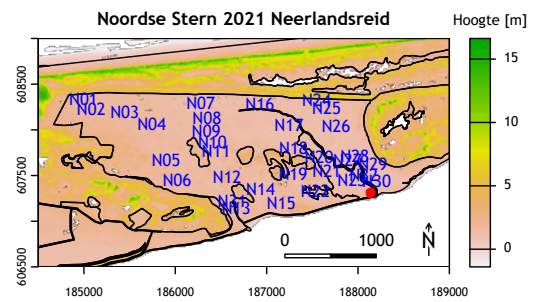 Noordse Stern 2021 Neerlandsreid
Hoogte [m]
15
10
5
0
608500
607500
606500
N01
N02
N03
N04
N05
N06
N07
N08
N09
N10
N11
N12
N13
N14
N15
N16
N17
N18
N19
N24
N25
N26
N22
N30
0
1000
N
185000
186000
187000
188000
189000